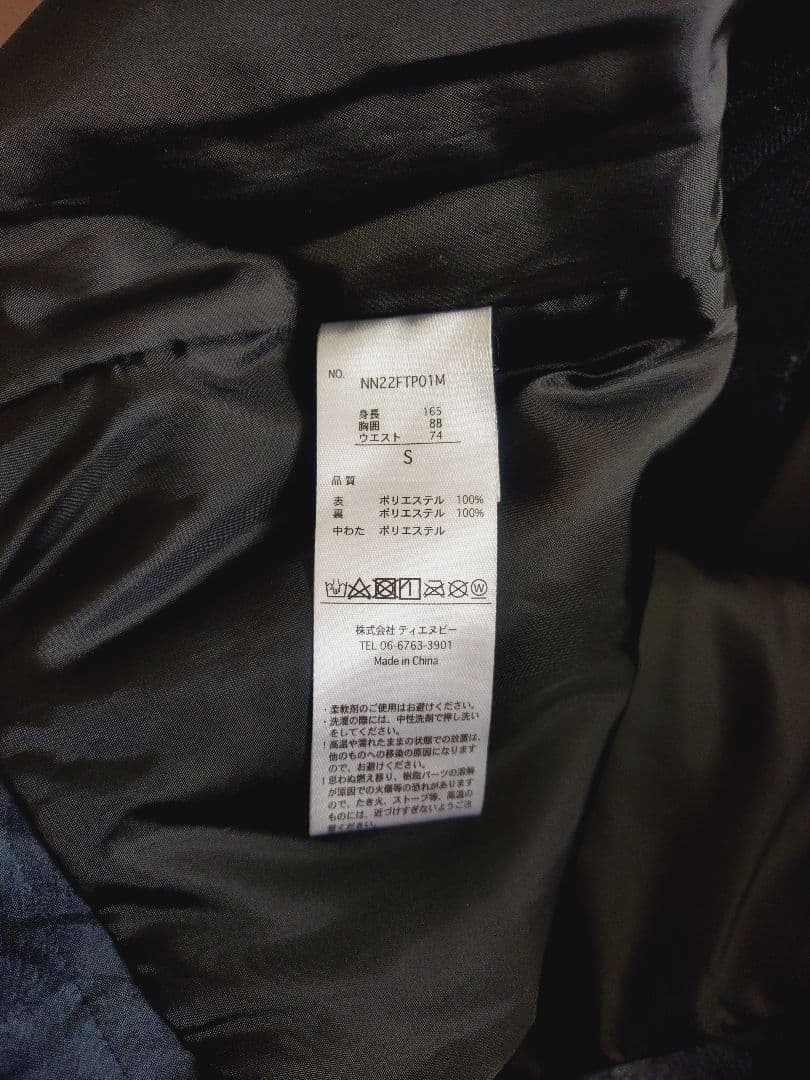 NO.
NN22FTP01M
身長 165
胸囲 88
ウエスト 74
S
品質
表 ポリエステル 100%
裏 ポリエステル 100%
中わた ポリエステル
W
株式会社 ティエヌビー
TEL 06-6763-3901
Made in China
・柔軟剤のご使用はお避けください。
・洗濯の際には、中性洗剤で押し洗い
をしてください。
！高温や濡れたままの状態での放置は、
他のものへの移染の原因になります
ので、お避けください。
！思わぬ燃え移り、樹脂パーツの溶解
が原因での火傷等の恐れがあります
ので、たき火、ストーブ等、高温の
ものには、近づけすぎないようご注
意ください。